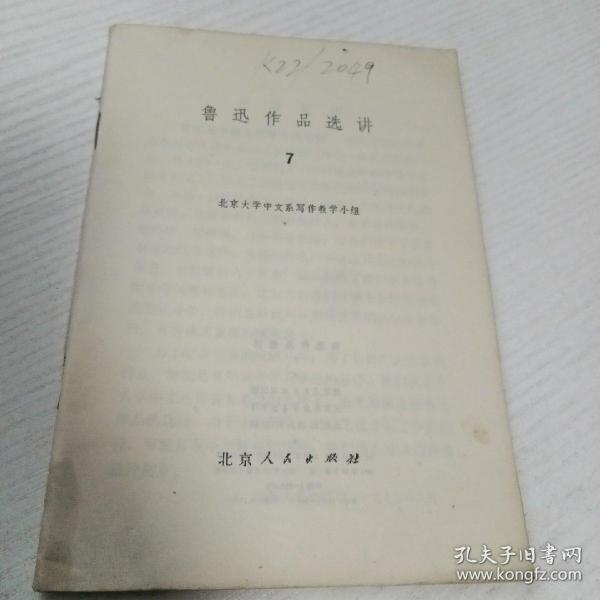 K22/2049
鲁迅作品选讲
7
北京大学中文系写作教学小组
北京人民出版社
孔夫子旧书网
www.kongfz.com